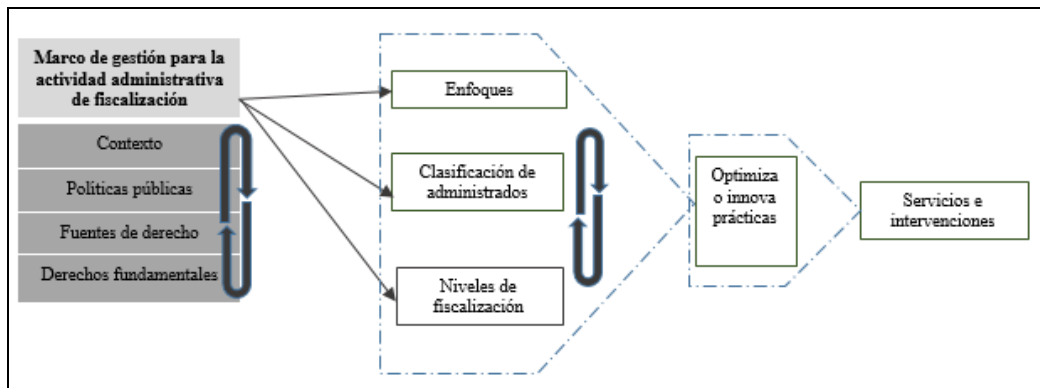 Marco de gestión para la
actividad administrativa
de fiscalización
Contexto
Políticas públicas
Fuentes de derecho
Derechos fundamentales
Enfoques
Clasificación de
administrados
Niveles de
fiscalización
Optimiza
o innova
prácticas
Servicios e
intervenciones